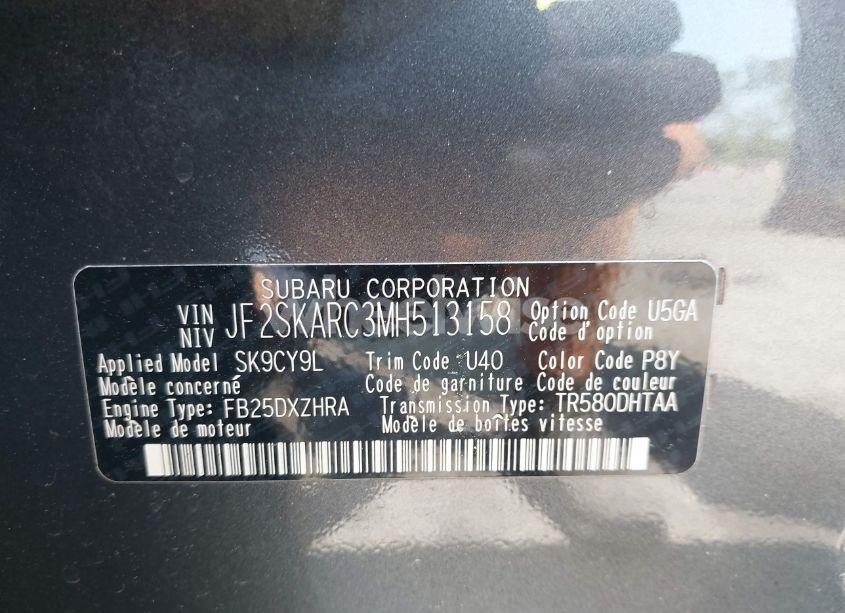 SUBARU CORPORATION
VIN JF2SKARC3MH513158 Option Code U5GA
NIV Code d'option
Applied Model SK9CY9L Trim Code : U40 Color Code P8Y
Modèle concerné Code de garniture Code de couleur
Engine Type: FB25DXZHRA Transmission Type: TR580DHTAA
Modèle de moteur Modèle de boîtes vitesse